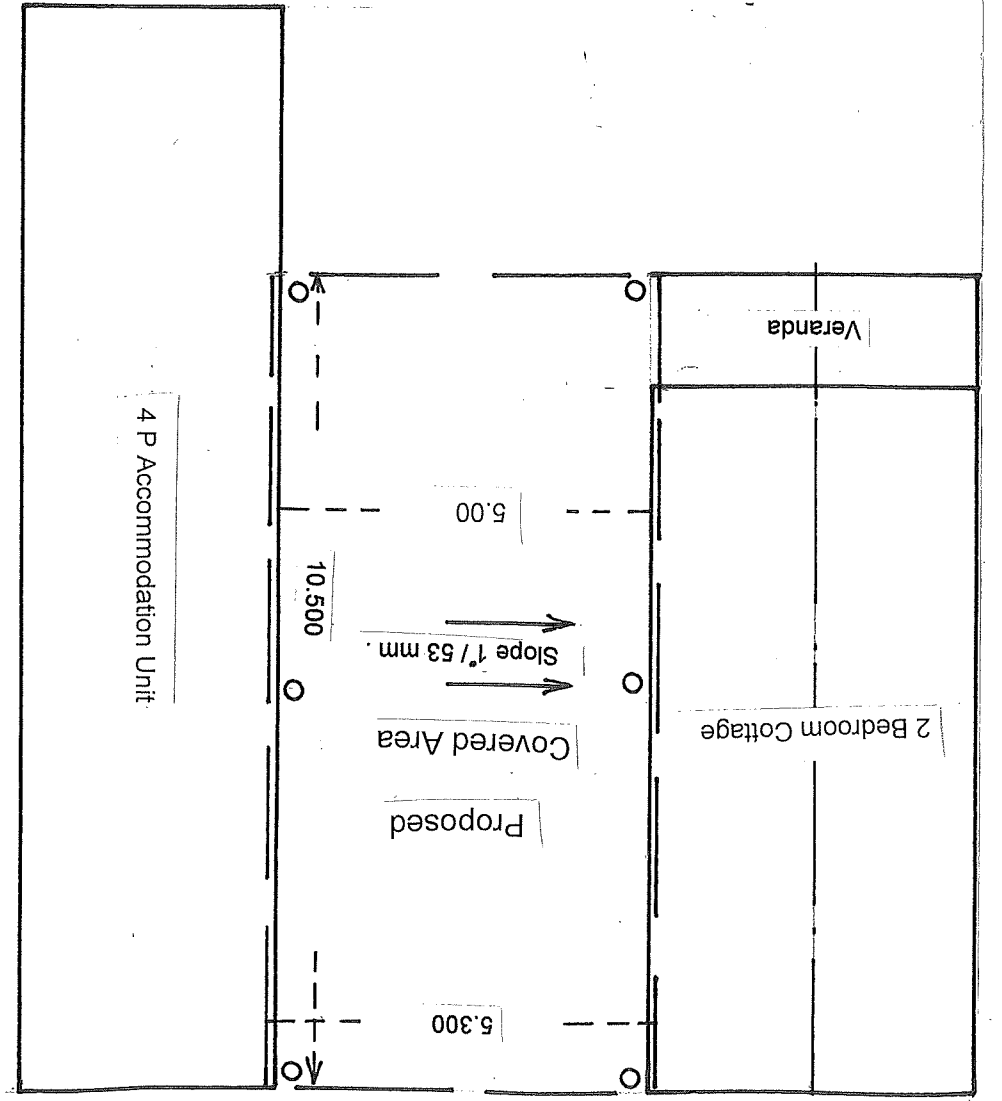 5.300
Proposed
Covered Area
Slope 1°/ 53 mm.
10.500
5.00
2 Bedroom Cottage
Veranda
4 P Accommodation Unit